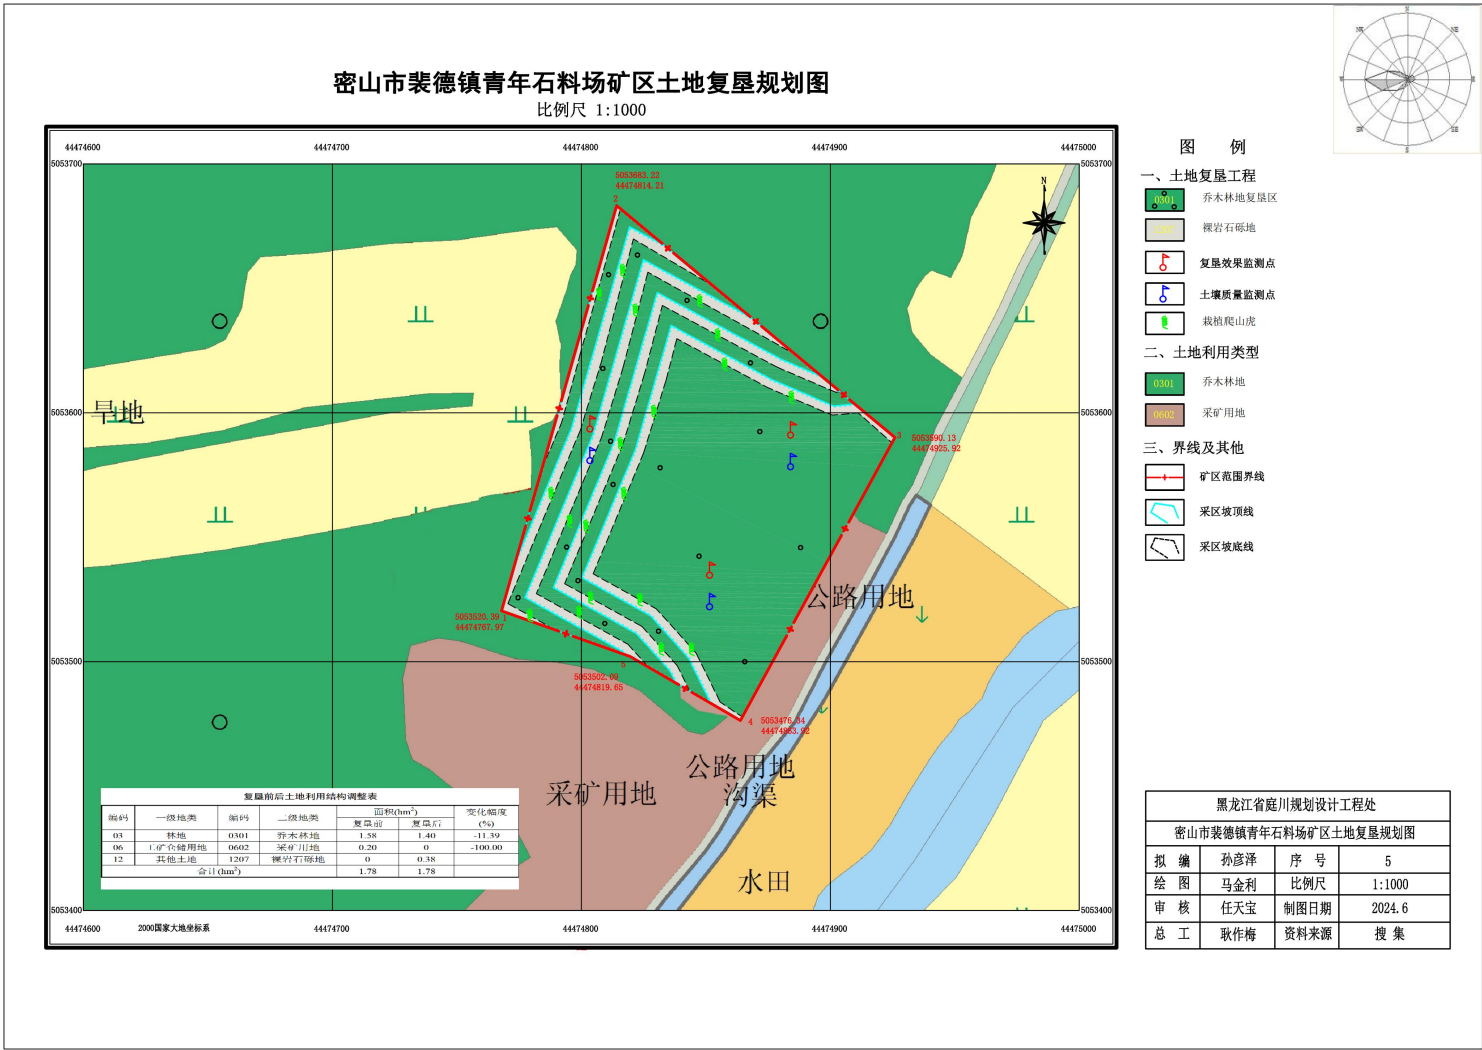 密山市裴德镇青年石料场矿区土地复垦规划图
比例尺 1:1000
44474600 44474700 44474800 44474900 44475000
5053700 5053700
5053683.22
44474814.21
2
N
旱地
5053600 5053600
3
5053590.13
44474925.92
公路用地
5053520.39
44474767.97
1
5053500 5053500
5
5053502.09
44474819.65
4
5053476.34
44474863.92
公路用地
采矿用地
沟渠
水田
复垦前后土地利用结构调整表
编码 一级地类 编码 二级地类 面积(hm²) 变化幅度(%)
复垦前 复垦后
03 林地 0301 乔木林地 1.58 1.40 -11.39
06 工矿仓储用地 0602 采矿用地 0.20 0 -100.00
12 其他土地 1207 裸岩石砾地 0 0.38
合计(hm²) 1.78 1.78
5053400 5053400
44474600 2000国家大地坐标系 44474700 44474800 44474900 44475000
图 例
一、土地复垦工程
0301 乔木林地复垦区
1207 裸岩石砾地
复垦效果监测点
土壤质量监测点
栽植爬山虎
二、土地利用类型
0301 乔木林地
0602 采矿用地
三、界线及其他
矿区范围界线
采区坡顶线
采区坡底线
黑龙江省庭川规划设计工程处
密山市裴德镇青年石料场矿区土地复垦规划图
拟 编 孙彦泽 序 号 5
绘 图 马金利 比例尺 1:1000
审 核 任天宝 制图日期 2024.6
总 工 耿作梅 资料来源 搜 集